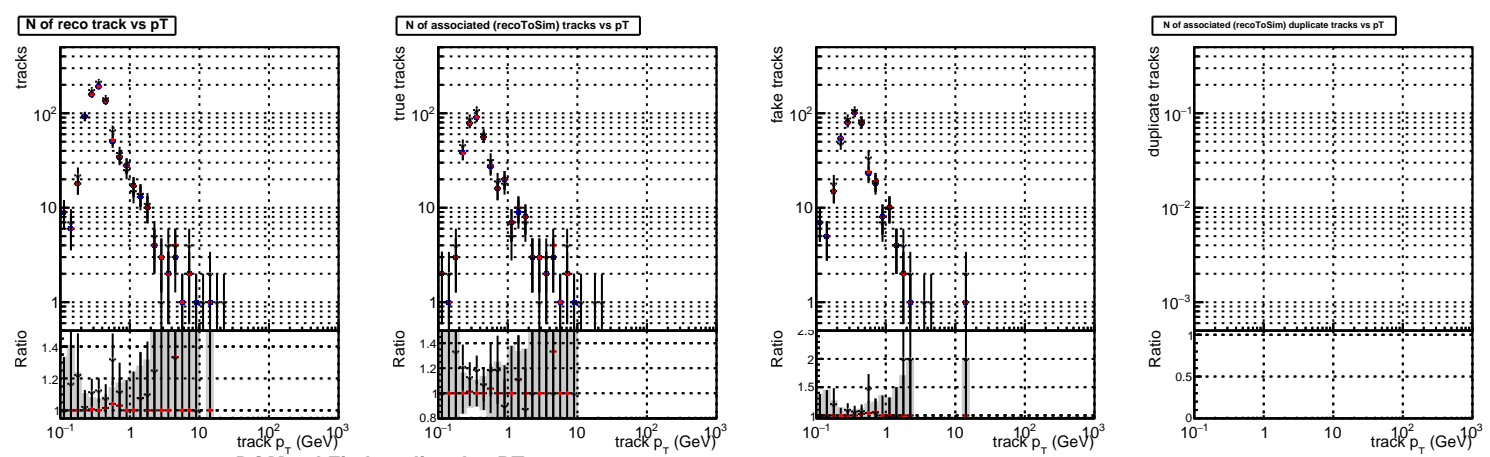 N of reco track vs pT
tracks
10²
10
1
Ratio
1.4
1.2
1
10⁻¹ 1 10 10² 10³
track p_T (GeV)
N of associated (recoToSim) tracks vs pT
true tracks
10²
10
1
Ratio
1.4
1.2
1
0.8
10⁻¹ 1 10 10² 10³
track p_T (GeV)
fake tracks
10²
10
1
Ratio
2.5
2
1.5
1
10⁻¹ 1 10 10² 10³
track p_T (GeV)
N of associated (recoToSim) duplicate tracks vs pT
duplicate tracks
10⁻¹
10⁻²
10⁻³
Ratio
1
0.5
0
10⁻¹ 1 10 10² 10³
track p_T (GeV)